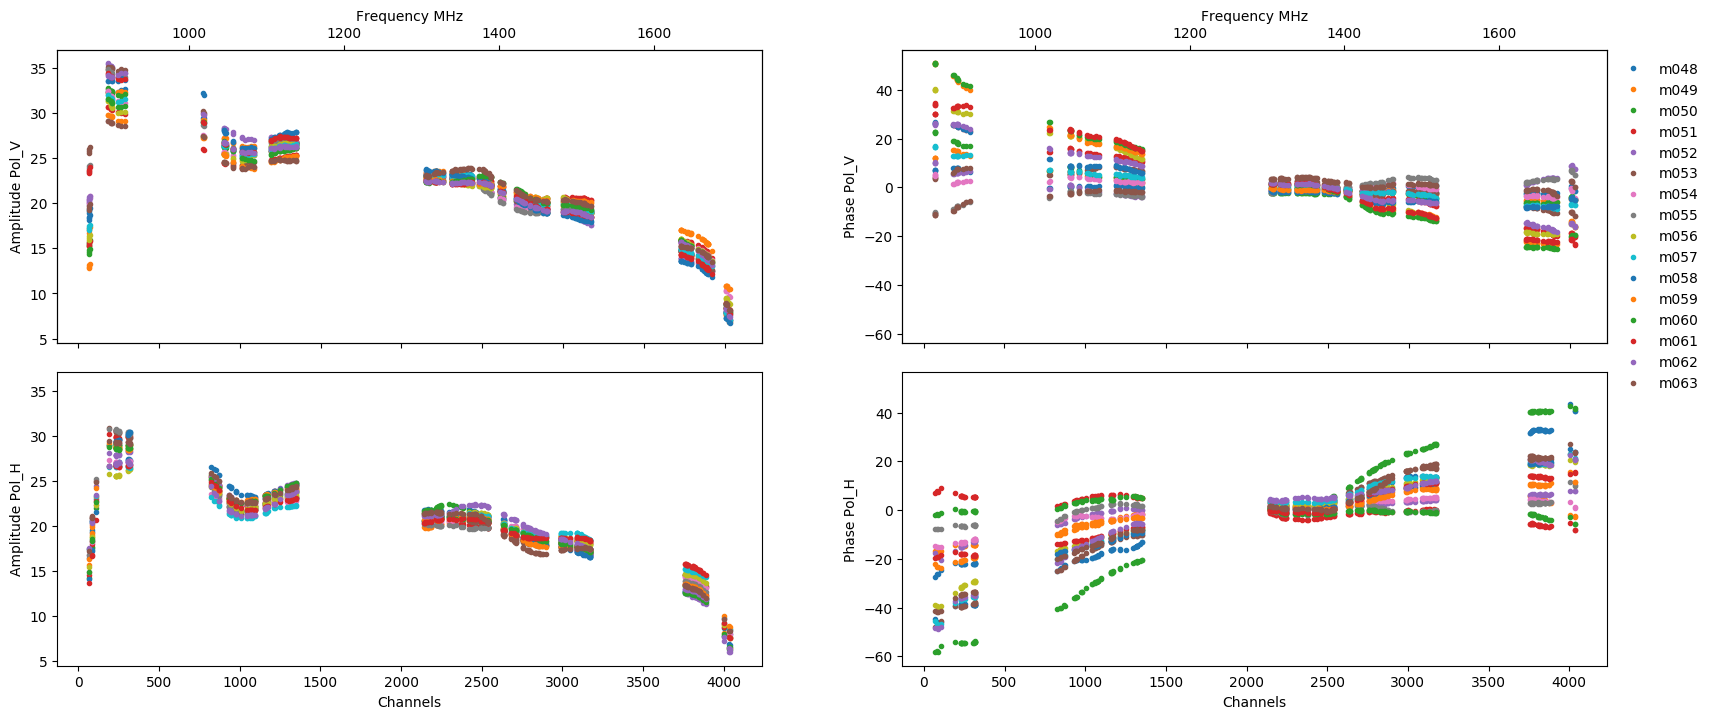 Frequency MHz
Frequency MHz
1000 1200 1400 1600
1000 1200 1400 1600
35
30
25
20
15
10
5
Amplitude Pol_V
40
20
0
−20
−40
−60
Phase Pol_V
m048
m049
m050
m051
m052
m053
m054
m055
m056
m057
m058
m059
m060
m061
m062
m063
35
30
25
20
15
10
5
Amplitude Pol_H
0 500 1000 1500 2000 2500 3000 3500 4000
Channels
40
20
0
−20
−40
−60
Phase Pol_H
0 500 1000 1500 2000 2500 3000 3500 4000
Channels